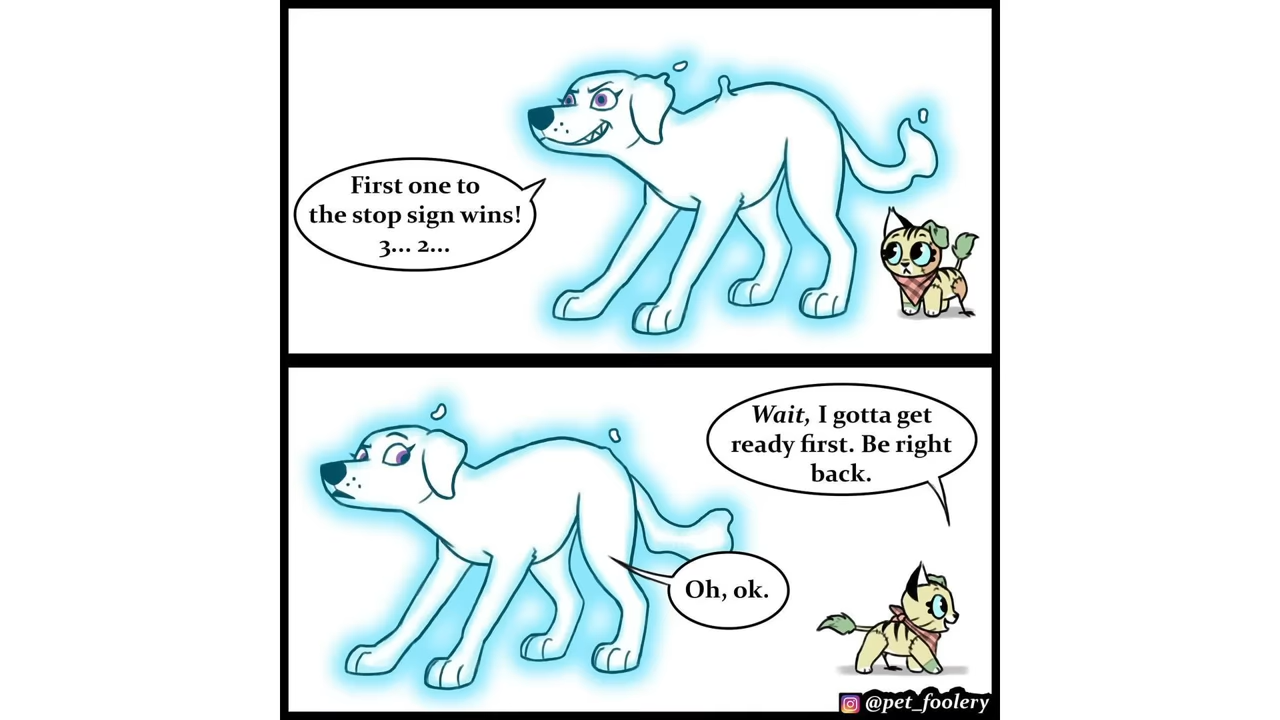 First one to
the stop sign wins!
3... 2...
Wait, I gotta get
ready first. Be right
back.
Oh, ok.
@pet_foolery